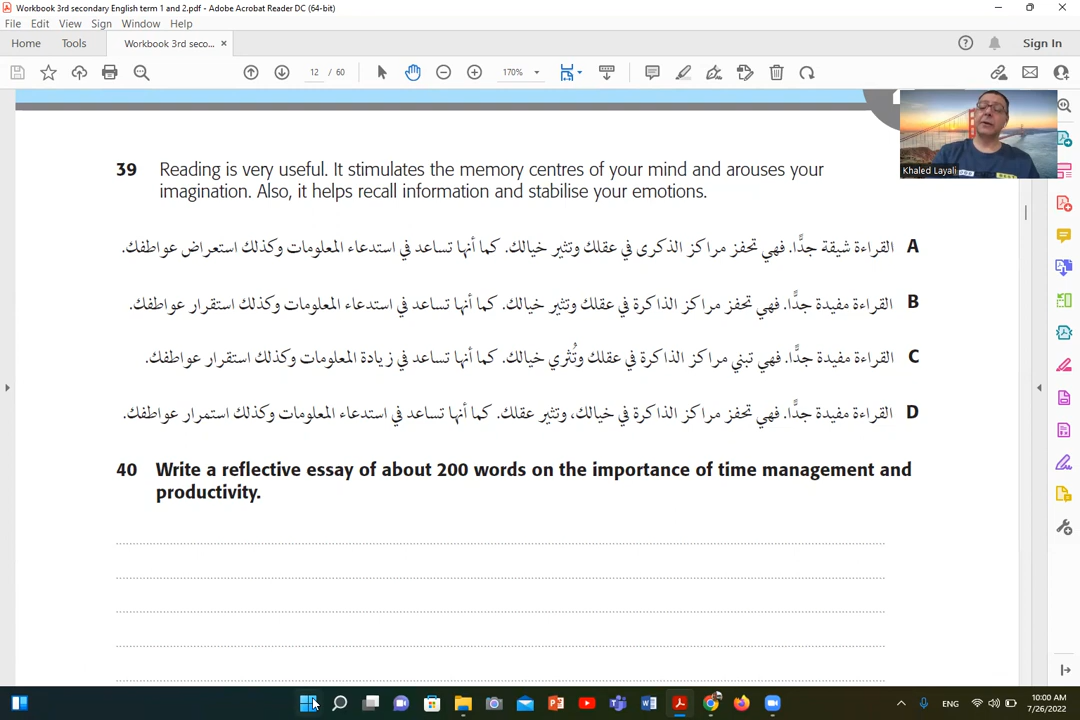 Workbook 3rd secondary English term 1 and 2.pdf - Adobe Acrobat Reader DC (64-bit)
File Edit View Sign Window Help
Home Tools Workbook 3rd seco... × Sign In
12 / 60 170%
Khaled Layali
39 Reading is very useful. It stimulates the memory centres of your mind and arouses your
imagination. Also, it helps recall information and stabilise your emotions.
A القراءة شيقة جدًّا. فهي تحفز مراكز الذكرى في عقلك وتثير خيالك. كما أنها تساعد في استدعاء المعلومات وكذلك استعراض عواطفك.
B القراءة مفيدة جدًّا. فهي تحفز مراكز الذاكرة في عقلك وتثير خيالك. كما أنها تساعد في استدعاء المعلومات وكذلك استقرار عواطفك.
C القراءة مفيدة جدًّا. فهي تبني مراكز الذاكرة في عقلك وتُثري خيالك. كما أنها تساعد في زيادة المعلومات وكذلك استقرار عواطفك.
D القراءة مفيدة جدًّا. فهي تحفز مراكز الذاكرة في خيالك، وتثير عقلك. كما أنها تساعد في استدعاء المعلومات وكذلك استمرار عواطفك.
40 Write a reflective essay of about 200 words on the importance of time management and
productivity.
ENG
10:00 AM
7/26/2022